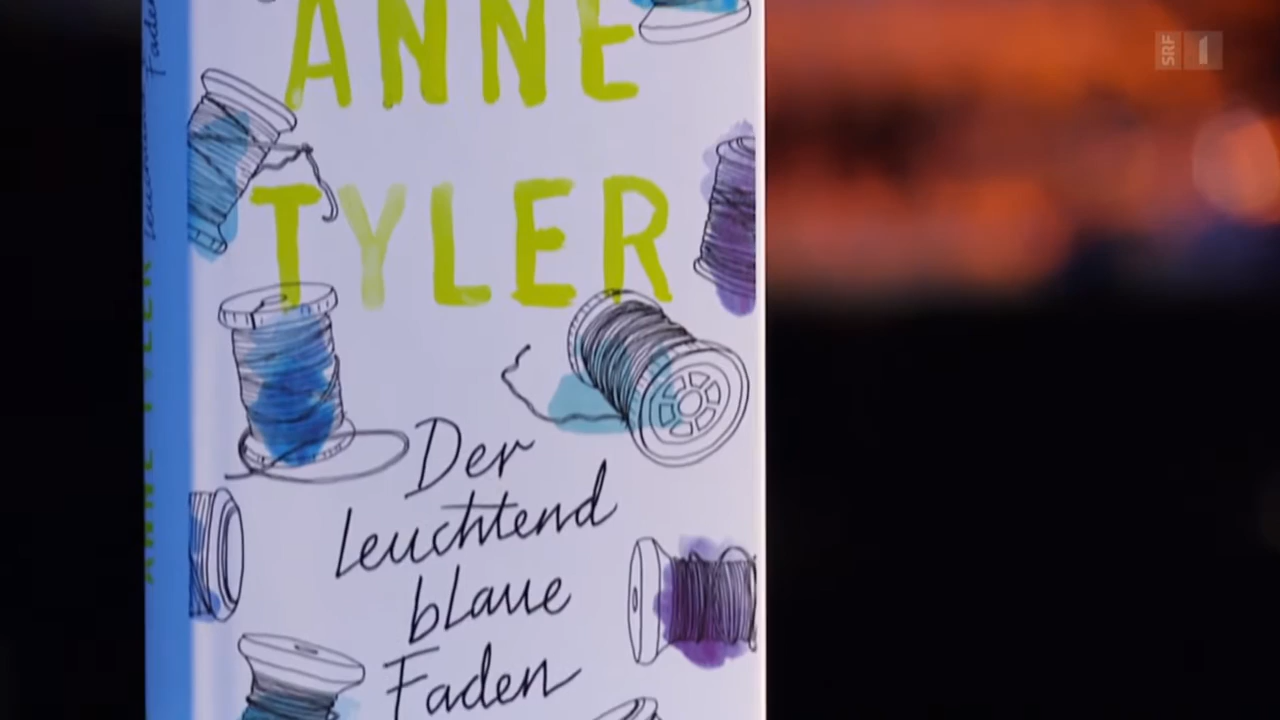 ANNE
TYLER
Der
leuchtend
blaue
Faden
SRF 1